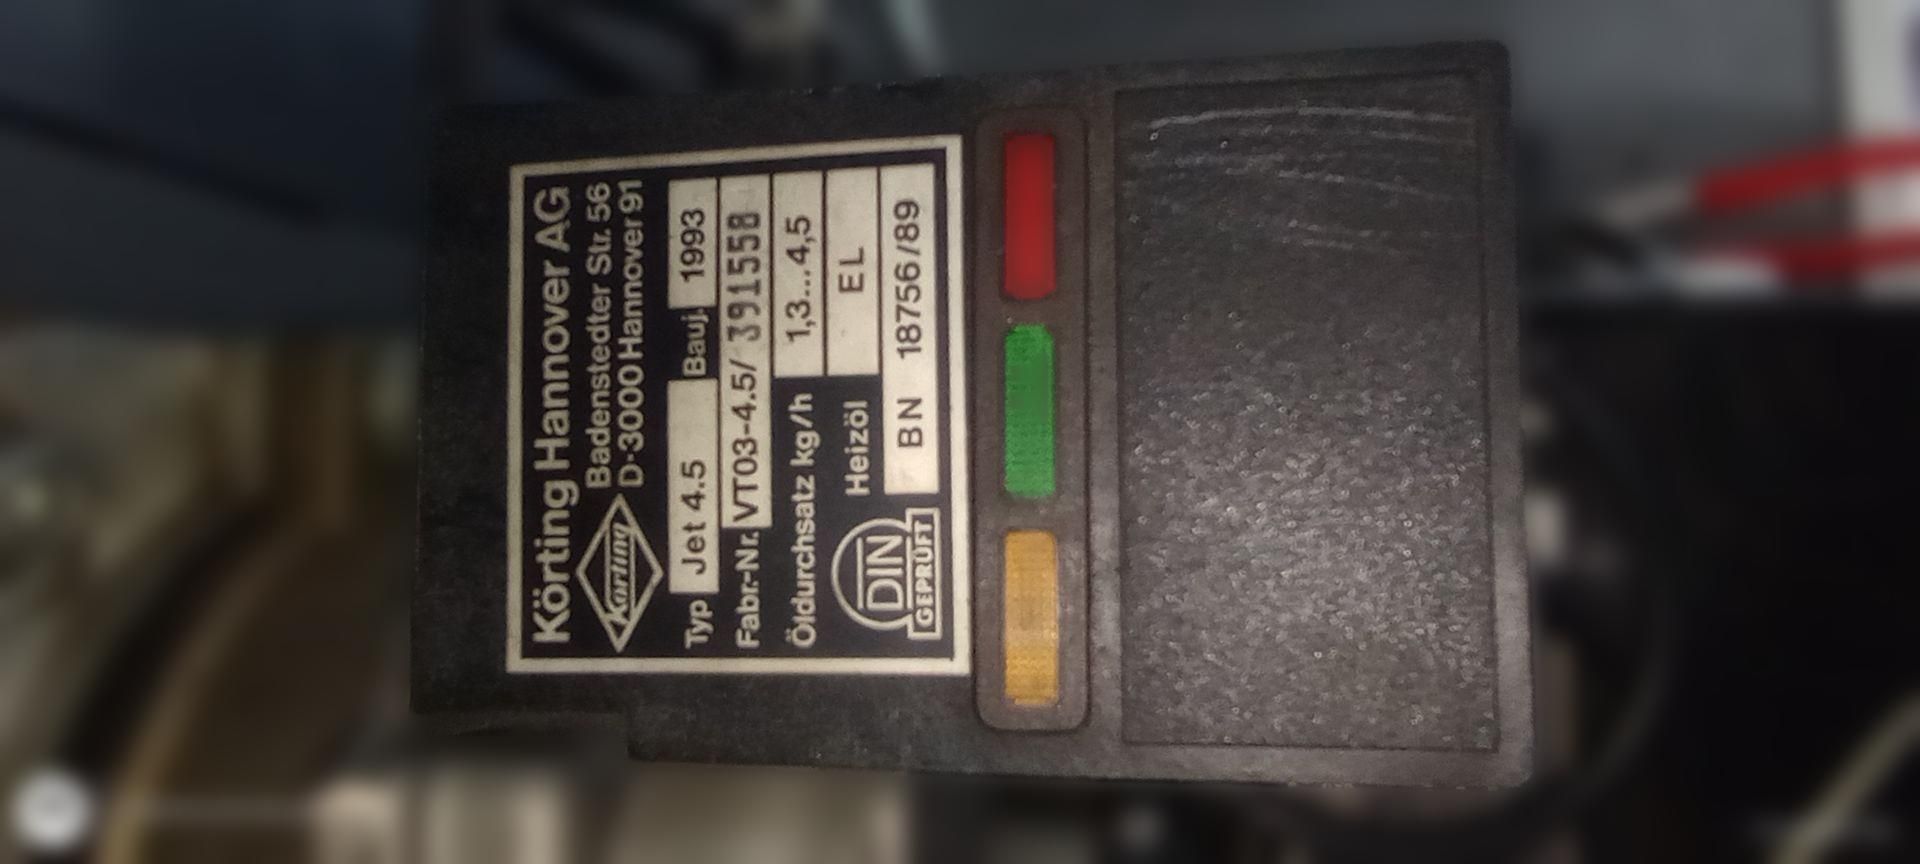 Körting Hannover AG
Körting
Badenstedter Str. 56
D-3000 Hannover 91
Typ Jet 4.5 Bauj. 1993
Fabr.-Nr. VT03-4.5/ 391558
Öldurchsatz kg/h 1,3...4,5
Heizöl EL
DIN GEPRÜFT
BN 18756/89